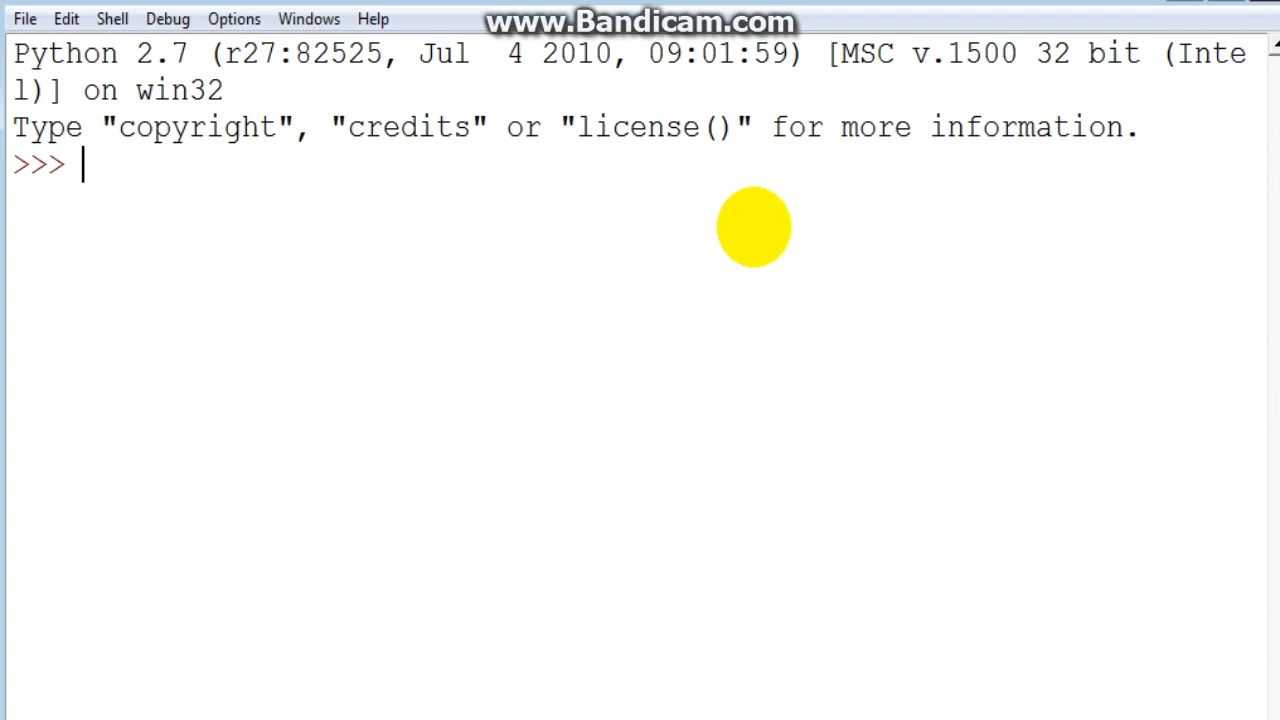 File Edit Shell Debug Options Windows Help
www.Bandicam.com
Python 2.7 (r27:82525, Jul  4 2010, 09:01:59) [MSC v.1500 32 bit (Inte
l)] on win32
Type "copyright", "credits" or "license()" for more information.
>>>